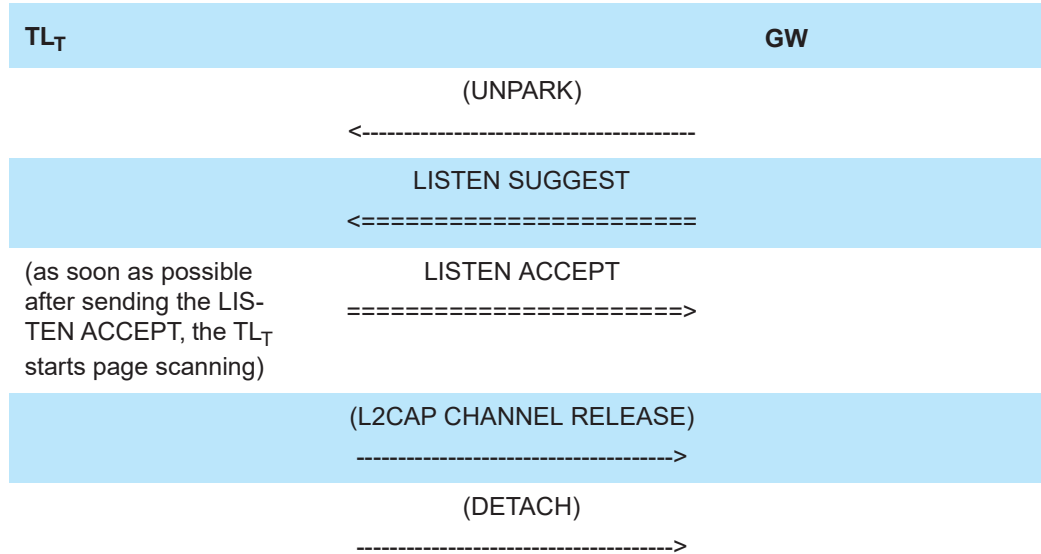 TLT GW
(UNPARK)
<---------------------------------------
LISTEN SUGGEST
<=======================
(as soon as possible LISTEN ACCEPT
after sending the LIS-
=======================>
TEN ACCEPT, the TLT
starts page scanning)
(L2CAP CHANNEL RELEASE)
-------------------------------------->
(DETACH)
-------------------------------------->